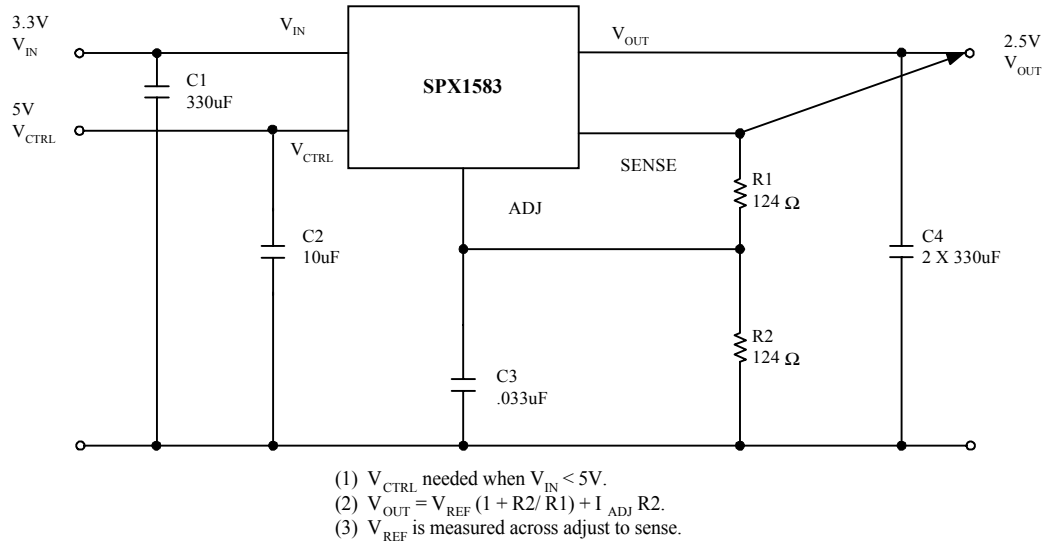 3.3V
V_IN
V_IN
V_OUT
2.5V
V_OUT
C1
330uF
SPX1583
5V
V_CTRL
V_CTRL
SENSE
R1
124 Ω
ADJ
C2
10uF
C4
2 X 330uF
R2
124 Ω
C3
.033uF
(1) V_CTRL needed when V_IN < 5V.
(2) V_OUT = V_REF (1 + R2/ R1) + I_ADJ R2.
(3) V_REF is measured across adjust to sense.